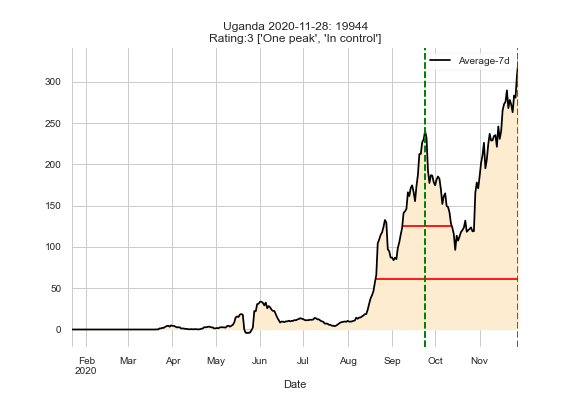 Uganda 2020-11-28: 19944
Rating:3 ['One peak', 'In control']
Average-7d
300
250
200
150
100
50
0
Feb Mar Apr May Jun Jul Aug Sep Oct Nov
2020
Date